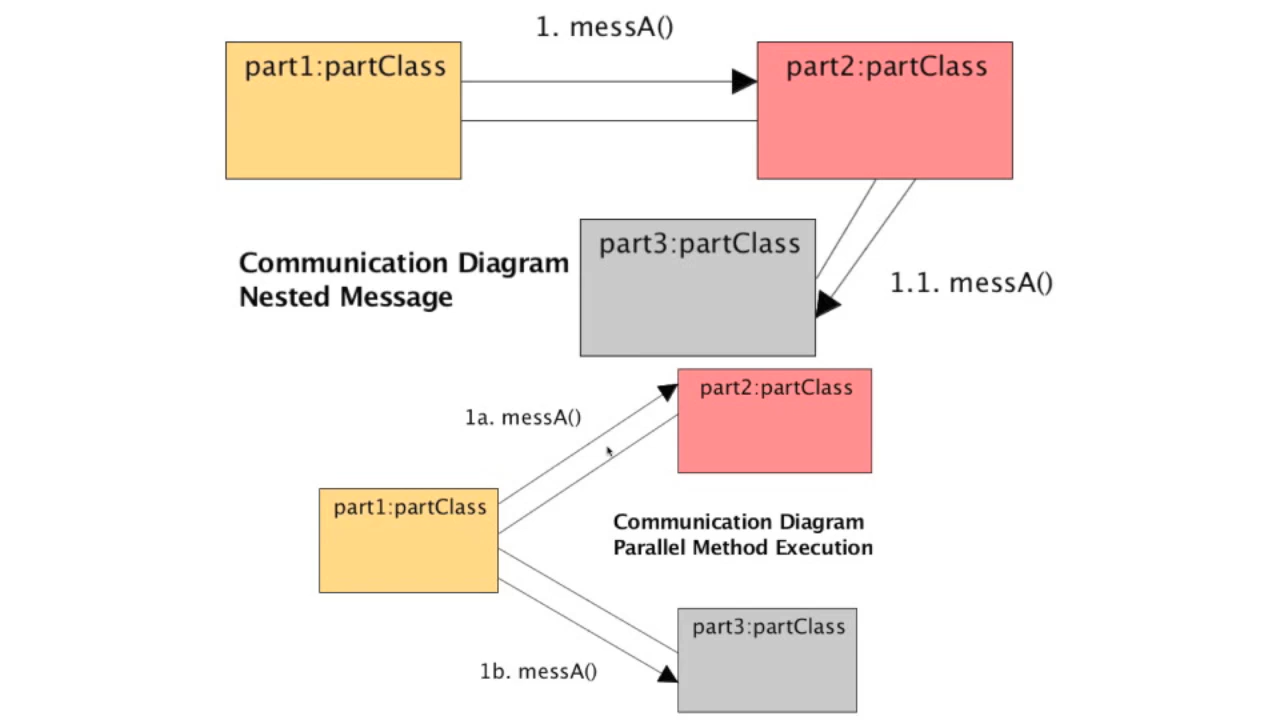 1. messA()
part1:partClass
part2:partClass
part3:partClass
Communication Diagram
Nested Message
1.1. messA()
part2:partClass
1a. messA()
part1:partClass
Communication Diagram
Parallel Method Execution
part3:partClass
1b. messA()